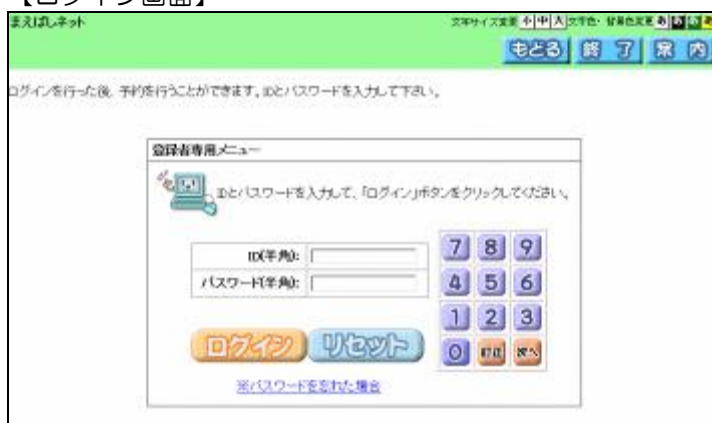 【ログイン画面】
まえばしネット
文字サイズ変更 小 中 大 文字色・背景色変更 あ あ あ あ
もどる 終了 案内
ログインを行った後、予約を行うことができます。IDとパスワードを入力して下さい。
登録者専用メニュー
IDとパスワードを入力して、「ログイン」ボタンをクリックしてください。
ID(半角):
パスワード(半角):
7 8 9
4 5 6
1 2 3
0 訂正 次へ
ログイン リセット
※パスワードを忘れた場合